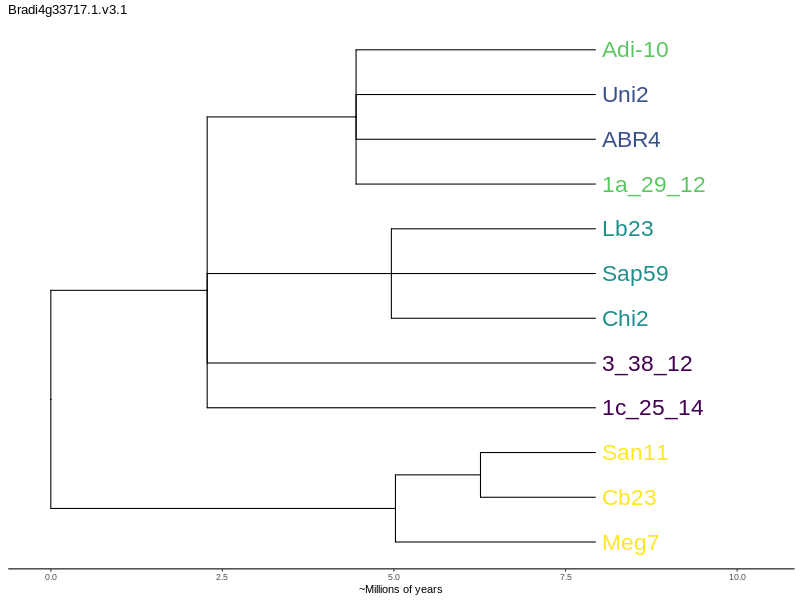 Bradi4g33717.1.v3.1
Adi-10
Uni2
ABR4
1a_29_12
Lb23
Sap59
Chi2
3_38_12
1c_25_14
San11
Cb23
Meg7
0.0 2.5 5.0 7.5 10.0
~Millions of years